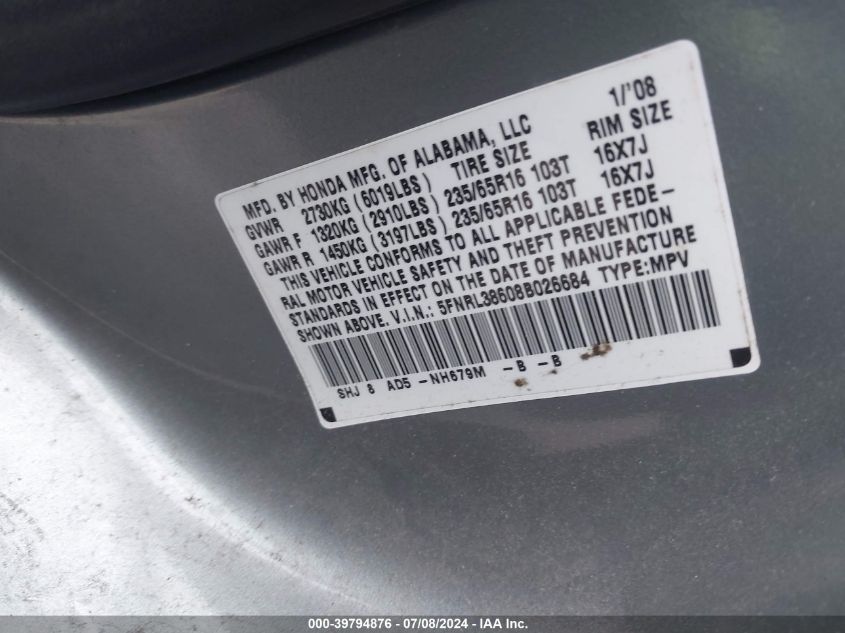 MFD. BY HONDA MFG. OF ALABAMA, LLC 1/'08
GVWR 2730KG (6019LBS) TIRE SIZE RIM SIZE
GAWR F 1320KG (2910LBS) 235/65R16 103T 16X7J
GAWR R 1450KG (3197LBS) 235/65R16 103T 16X7J
THIS VEHICLE CONFORMS TO ALL APPLICABLE FEDE-
RAL MOTOR VEHICLE SAFETY AND THEFT PREVENTION
STANDARDS IN EFFECT ON THE DATE OF MANUFACTURE
SHOWN ABOVE. V.I.N.: 5FNRL38608B026684 TYPE:MPV
SHJ 8 AD5 -NH679M -B -B
000-39794876 / 07/08/2024 - IAA Inc.